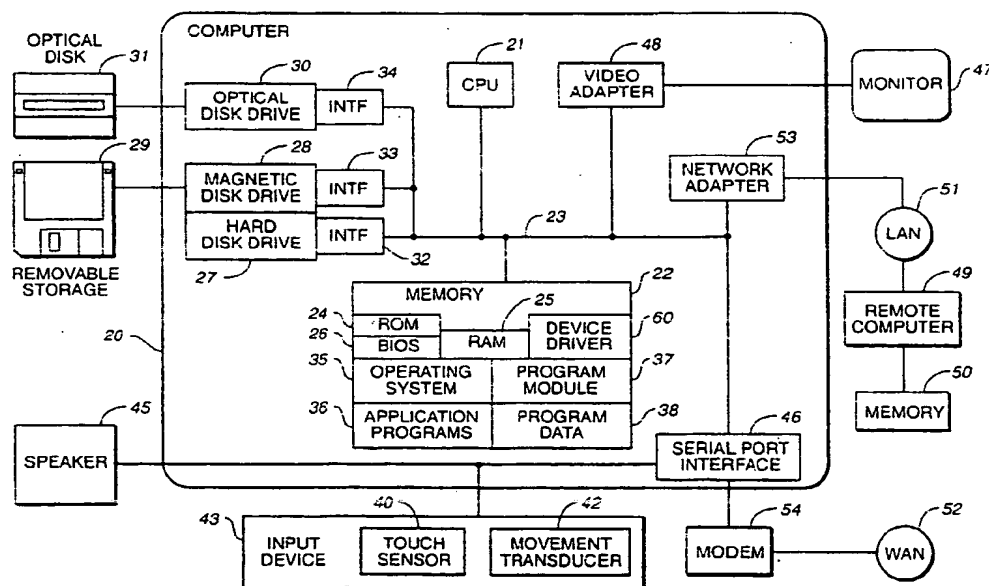 OPTICAL
DISK
31
COMPUTER
30
34
OPTICAL
DISK DRIVE
INTF
21
CPU
48
VIDEO
ADAPTER
MONITOR
47
29
28
33
MAGNETIC
DISK DRIVE
INTF
HARD
DISK DRIVE
INTF
27
32
REMOVABLE
STORAGE
53
NETWORK
ADAPTER
23
51
LAN
49
REMOTE
COMPUTER
50
MEMORY
22
MEMORY
24
ROM
25
RAM
DEVICE
DRIVER
60
26
BIOS
20
35
OPERATING
SYSTEM
PROGRAM
MODULE
37
36
APPLICATION
PROGRAMS
PROGRAM
DATA
38
45
SPEAKER
46
SERIAL PORT
INTERFACE
43
INPUT
DEVICE
40
TOUCH
SENSOR
42
MOVEMENT
TRANSDUCER
54
MODEM
52
WAN